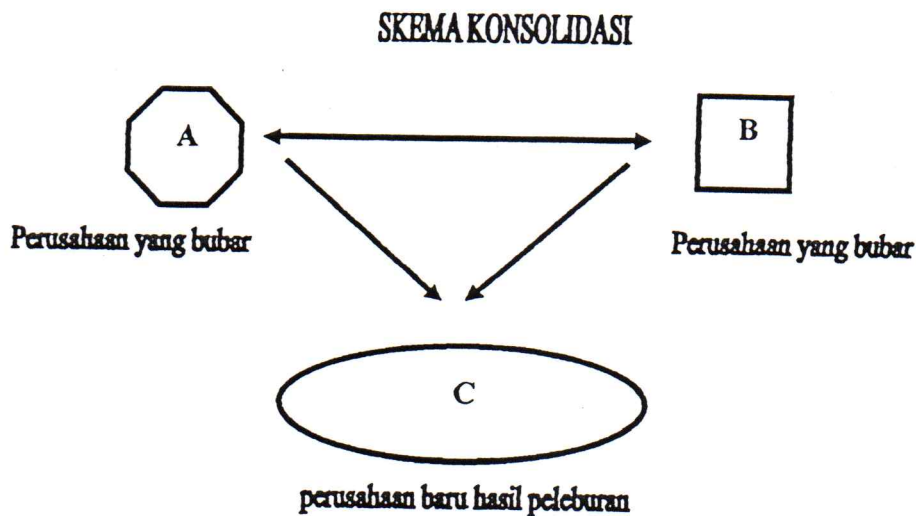 SKEMA KONSOLIDASI
A
B
Perusahaan yang bubar
Perusahaan yang bubar
C
perusahaan baru hasil peleburan